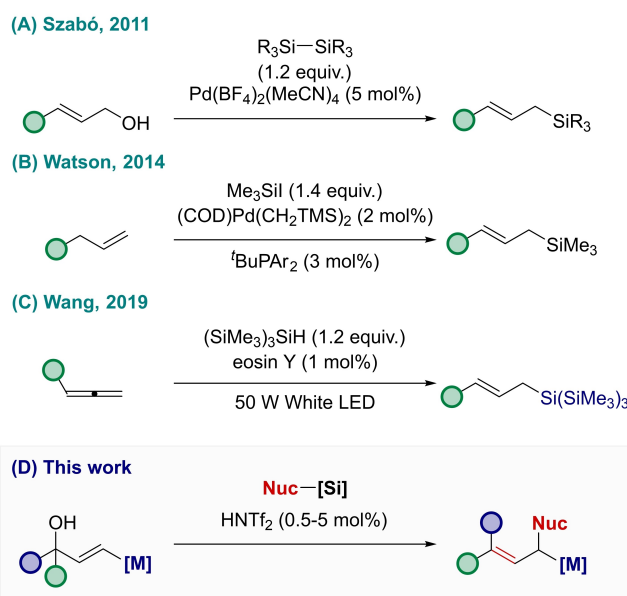 (A) Szabó, 2011
R₃Si—SiR₃
(1.2 equiv.)
Pd(BF₄)₂(MeCN)₄ (5 mol%)
OH
SiR₃
(B) Watson, 2014
Me₃SiI (1.4 equiv.)
(COD)Pd(CH₂TMS)₂ (2 mol%)
ᵗBuPAr₂ (3 mol%)
SiMe₃
(C) Wang, 2019
(SiMe₃)₃SiH (1.2 equiv.)
eosin Y (1 mol%)
50 W White LED
Si(SiMe₃)₃
(D) This work
Nuc—[Si]
HNTf₂ (0.5-5 mol%)
OH
[M]
Nuc
[M]